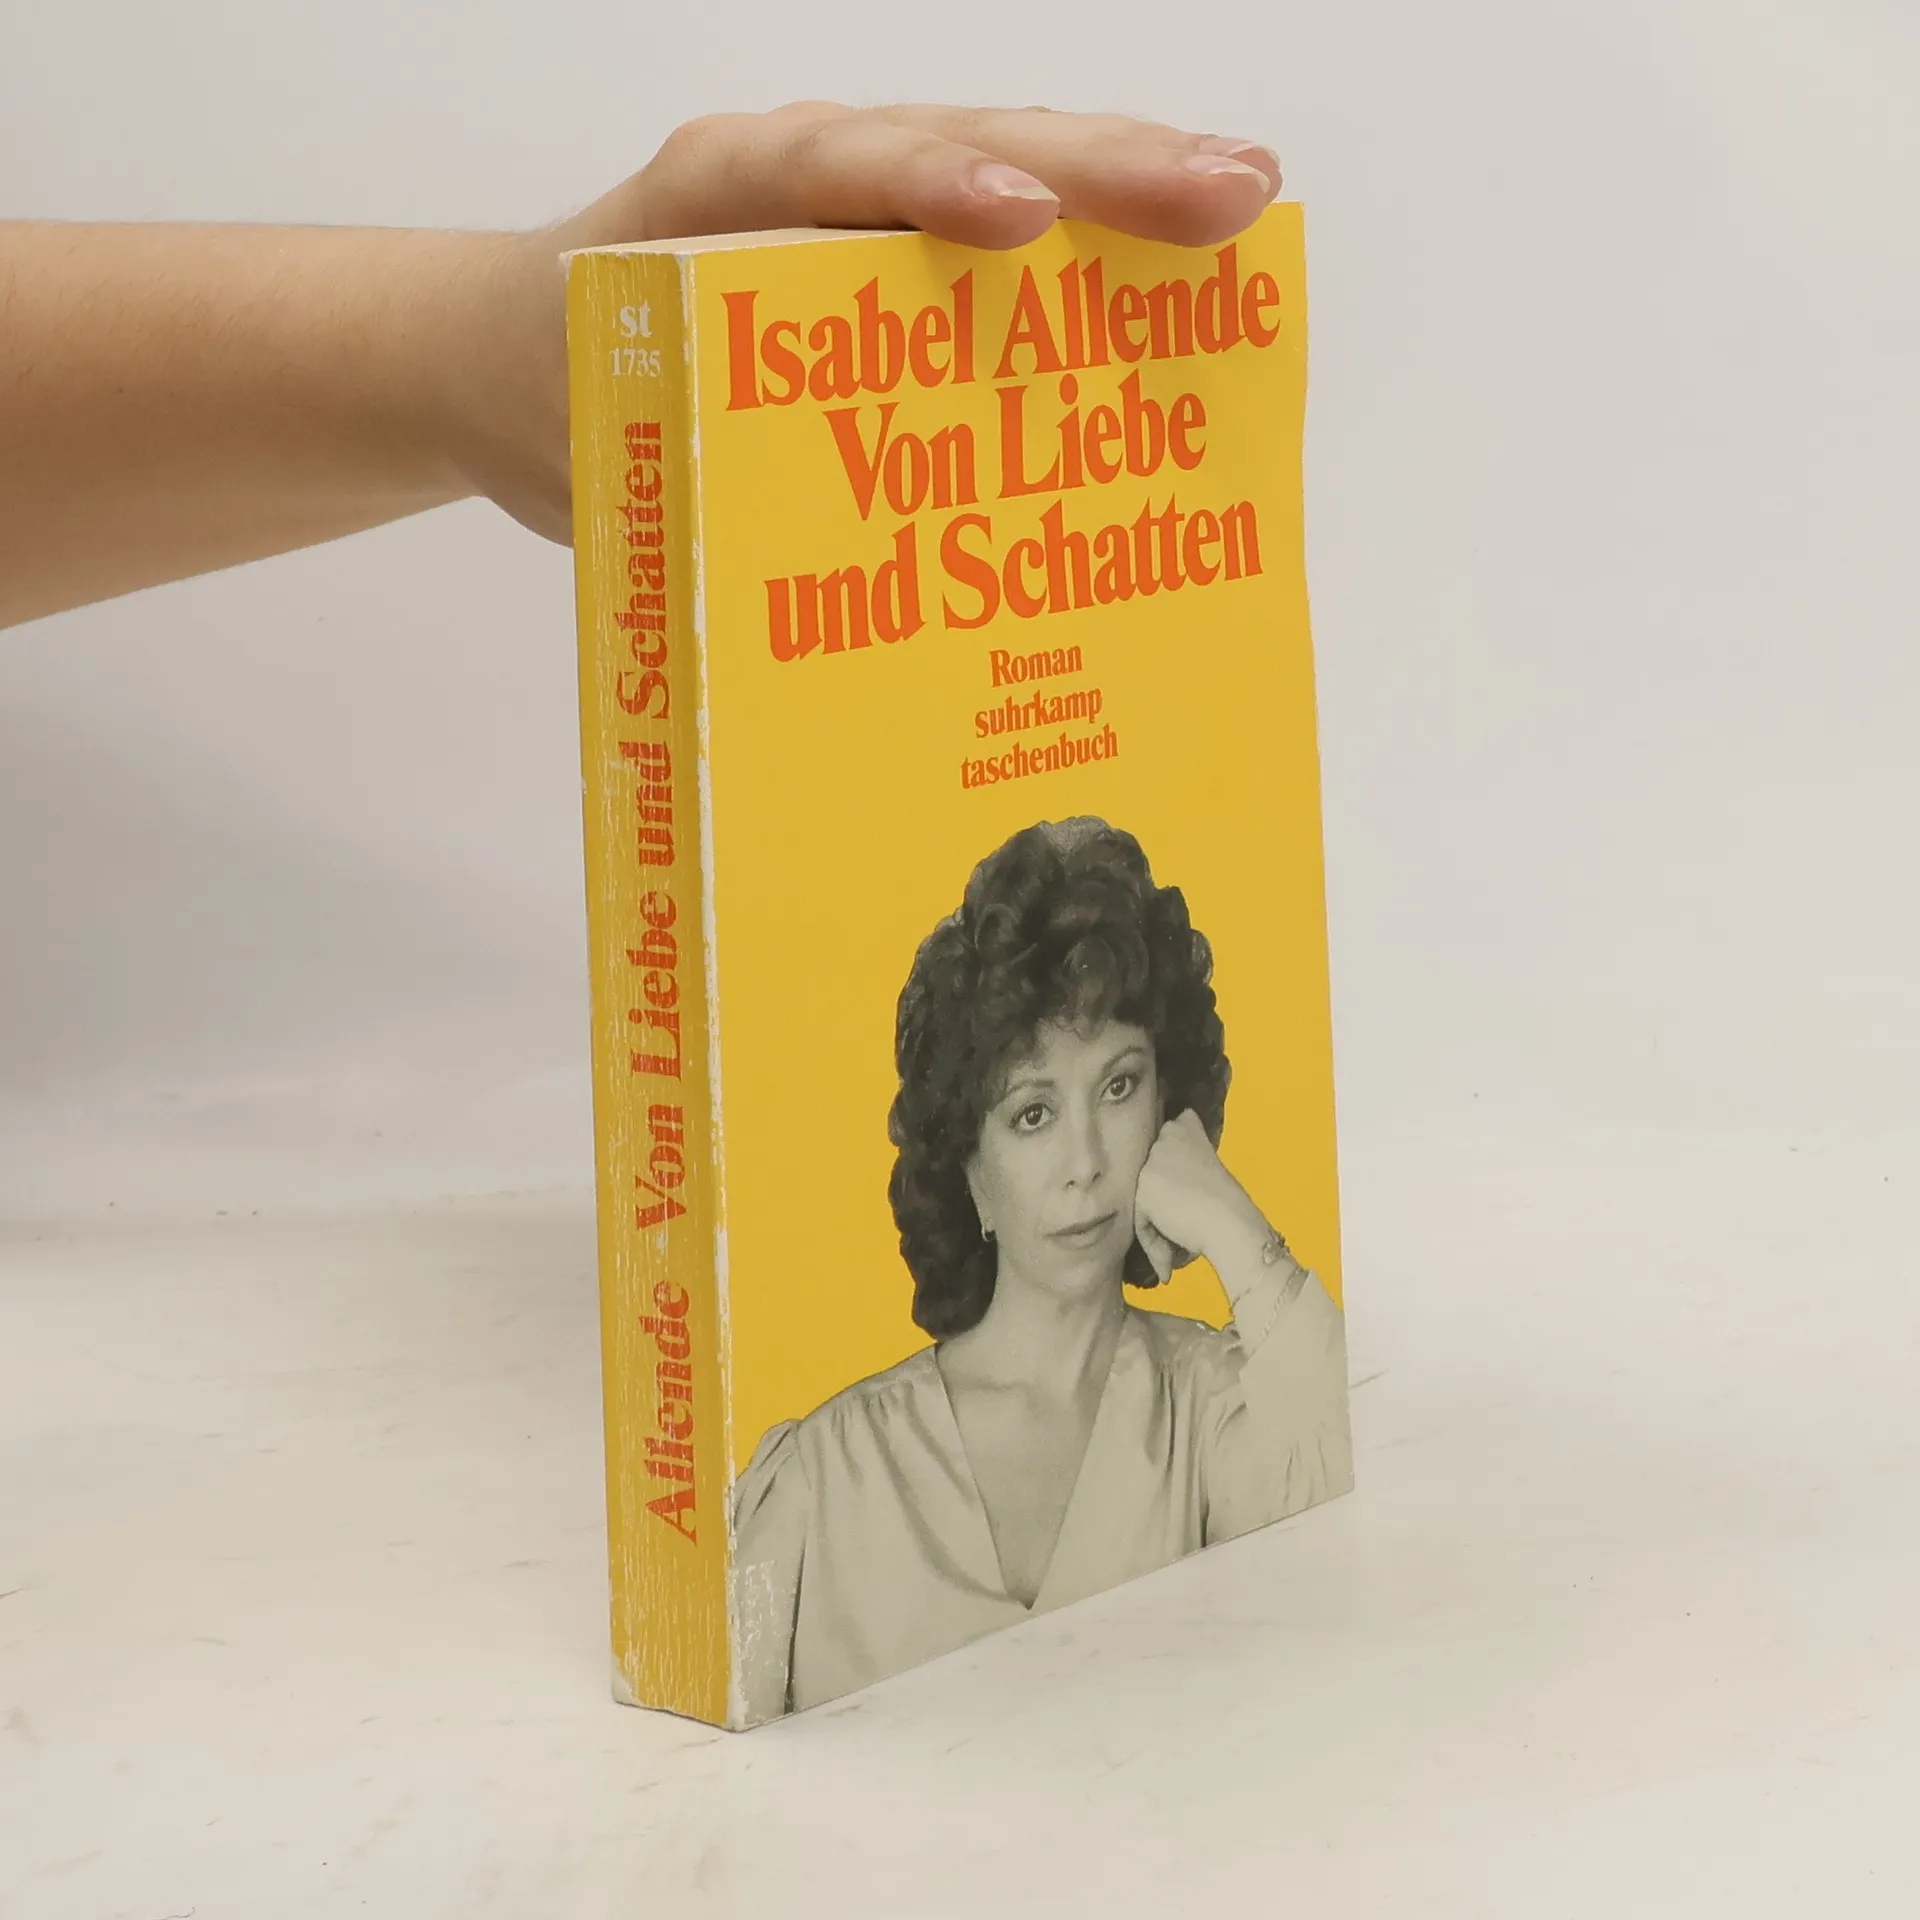 st
1735
Allende Von Liebe und Schatten
Isabel Allende
Von Liebe
und Schatten
Roman
suhrkamp
taschenbuch